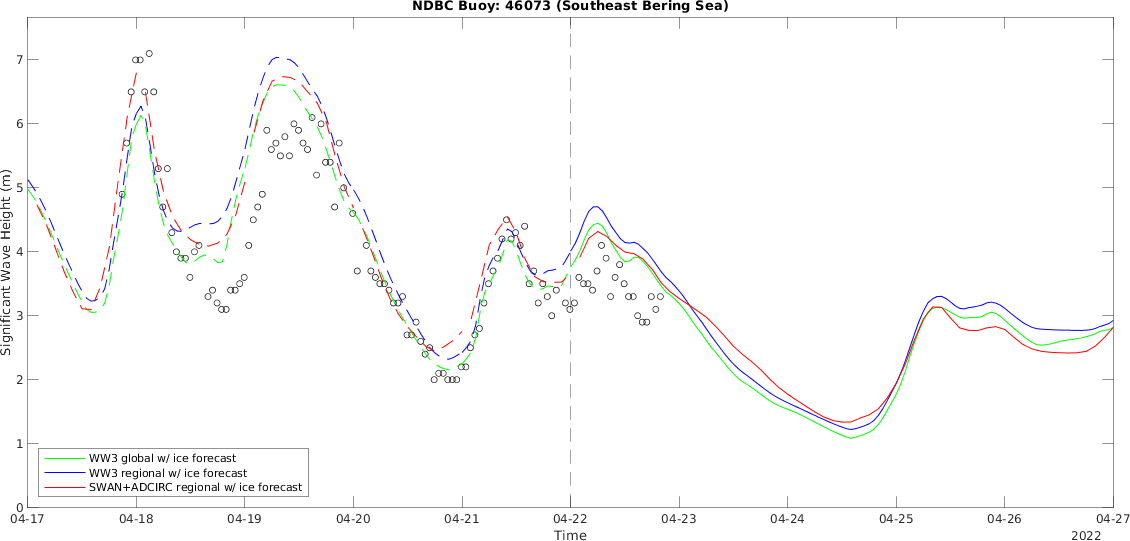 NDBC Buoy: 46073 (Southeast Bering Sea)
Significant Wave Height (m)
7
6
5
4
3
2
1
0
WW3 global w/ ice forecast
WW3 regional w/ ice forecast
SWAN+ADCIRC regional w/ ice forecast
04-17 04-18 04-19 04-20 04-21 04-22 04-23 04-24 04-25 04-26 04-27
Time
2022